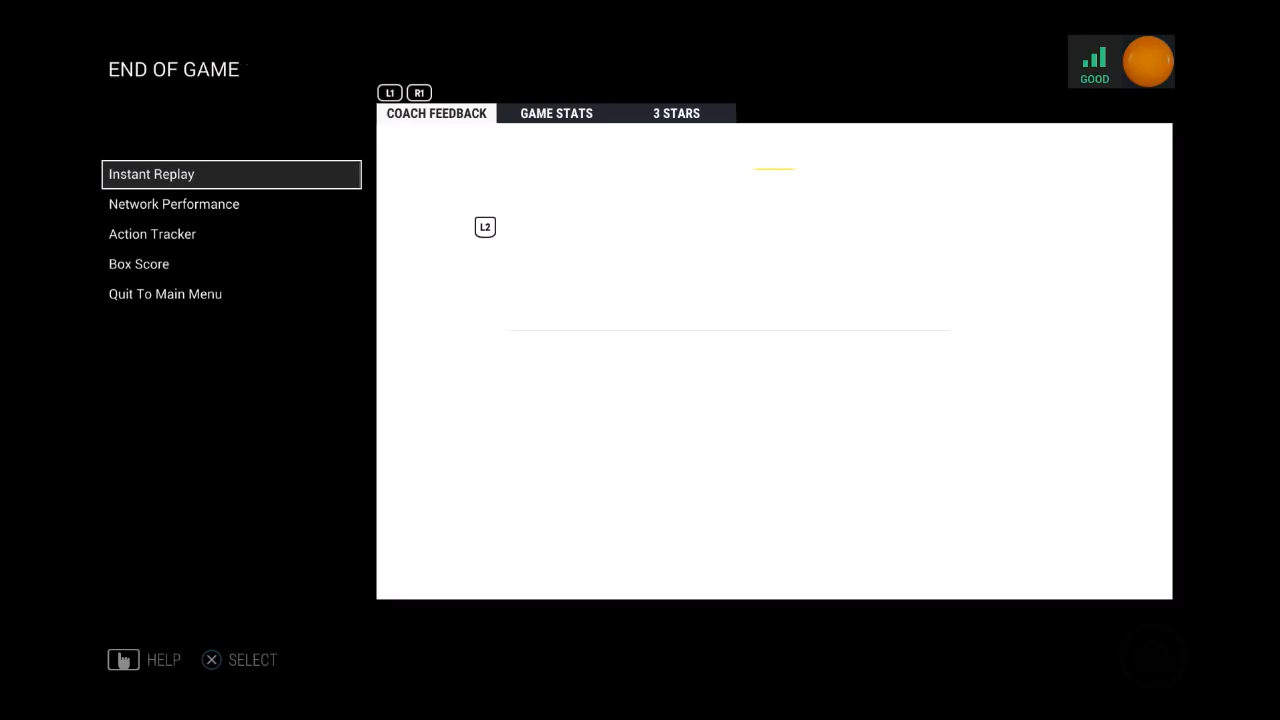 END OF GAME
GOOD
L1 R1
COACH FEEDBACK GAME STATS 3 STARS
Instant Replay
Network Performance
Action Tracker
Box Score
Quit To Main Menu
L2
HELP SELECT